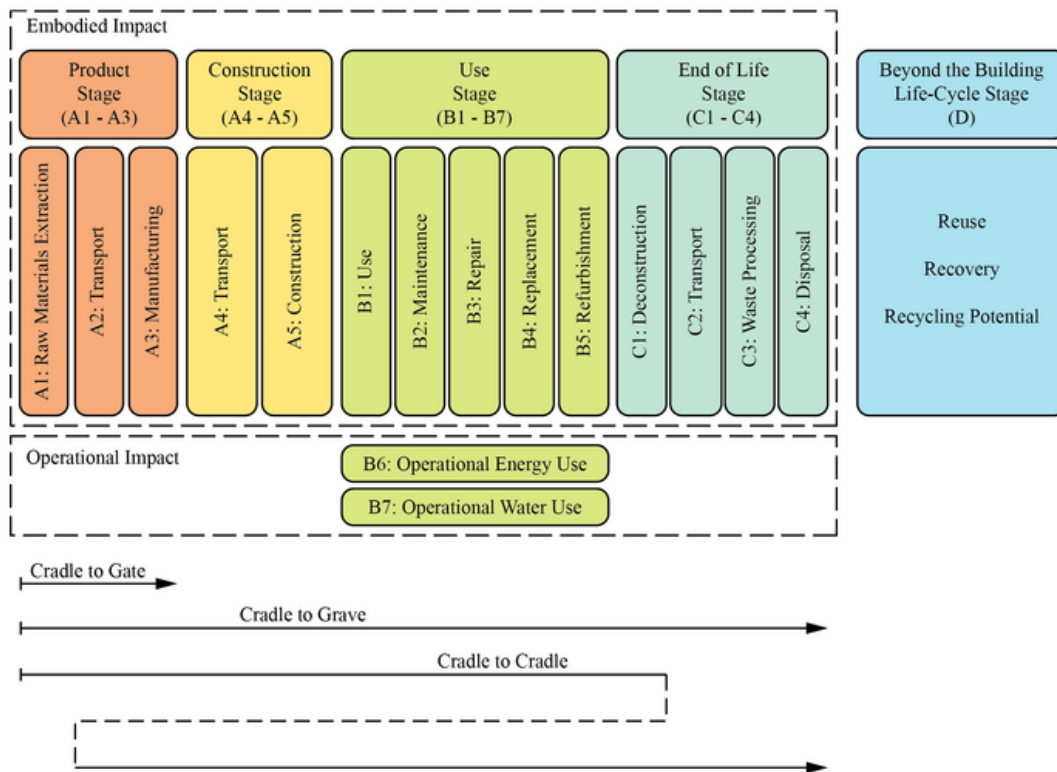 Embodied Impact
Product
Stage
(A1 - A3)
Construction
Stage
(A4 - A5)
Use
Stage
(B1 - B7)
End of Life
Stage
(C1 - C4)
Beyond the Building
Life-Cycle Stage
(D)
A1: Raw Materials Extraction
A2: Transport
A3: Manufacturing
A4: Transport
A5: Construction
B1: Use
B2: Maintenance
B3: Repair
B4: Replacement
B5: Refurbishment
C1: Deconstruction
C2: Transport
C3: Waste Processing
C4: Disposal
Reuse
Recovery
Recycling Potential
Operational Impact
B6: Operational Energy Use
B7: Operational Water Use
Cradle to Gate
Cradle to Grave
Cradle to Cradle